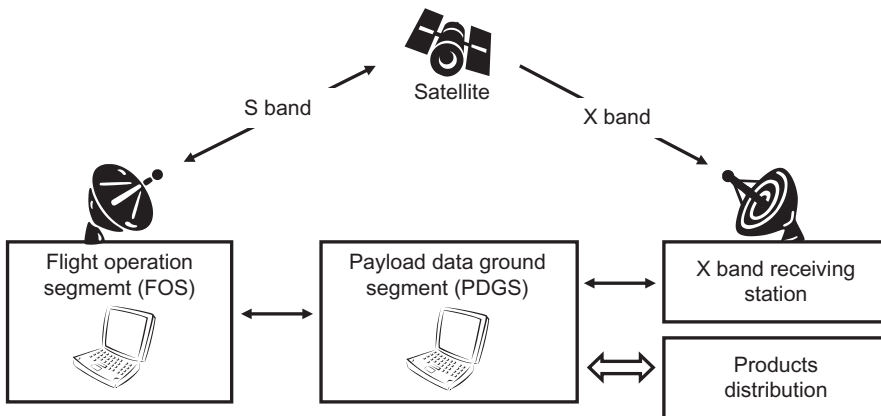 Satellite
S band
X band
Flight operation
segmemt (FOS)
Payload data ground
segment (PDGS)
X band receiving
station
Products
distribution